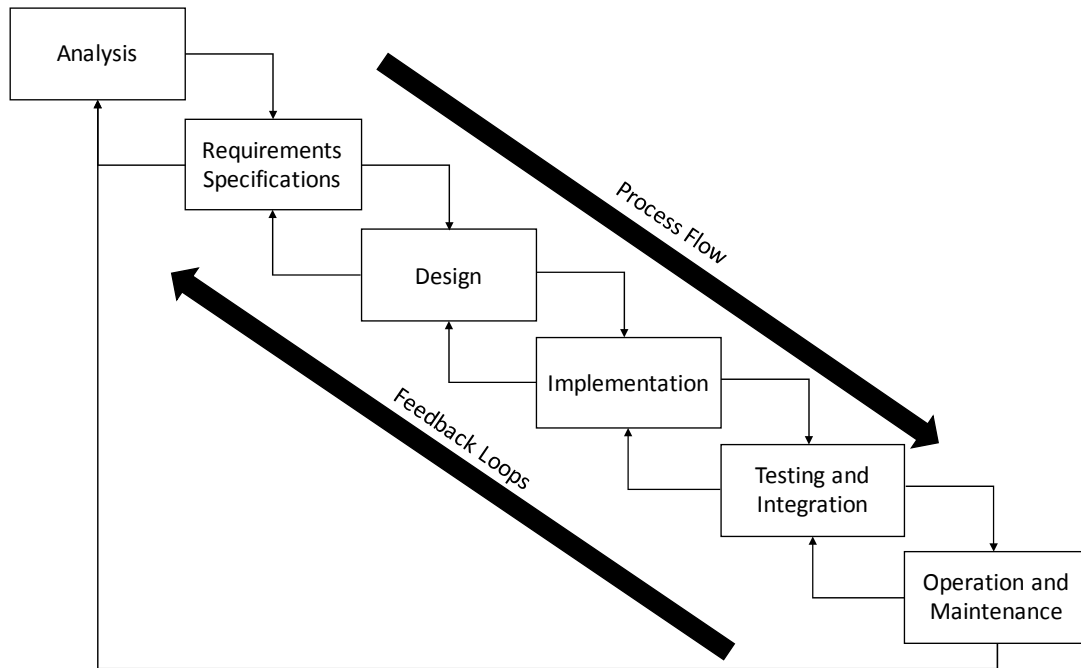 Analysis
Requirements
Specifications
Process Flow
Design
Implementation
Feedback Loops
Testing and
Integration
Operation and
Maintenance